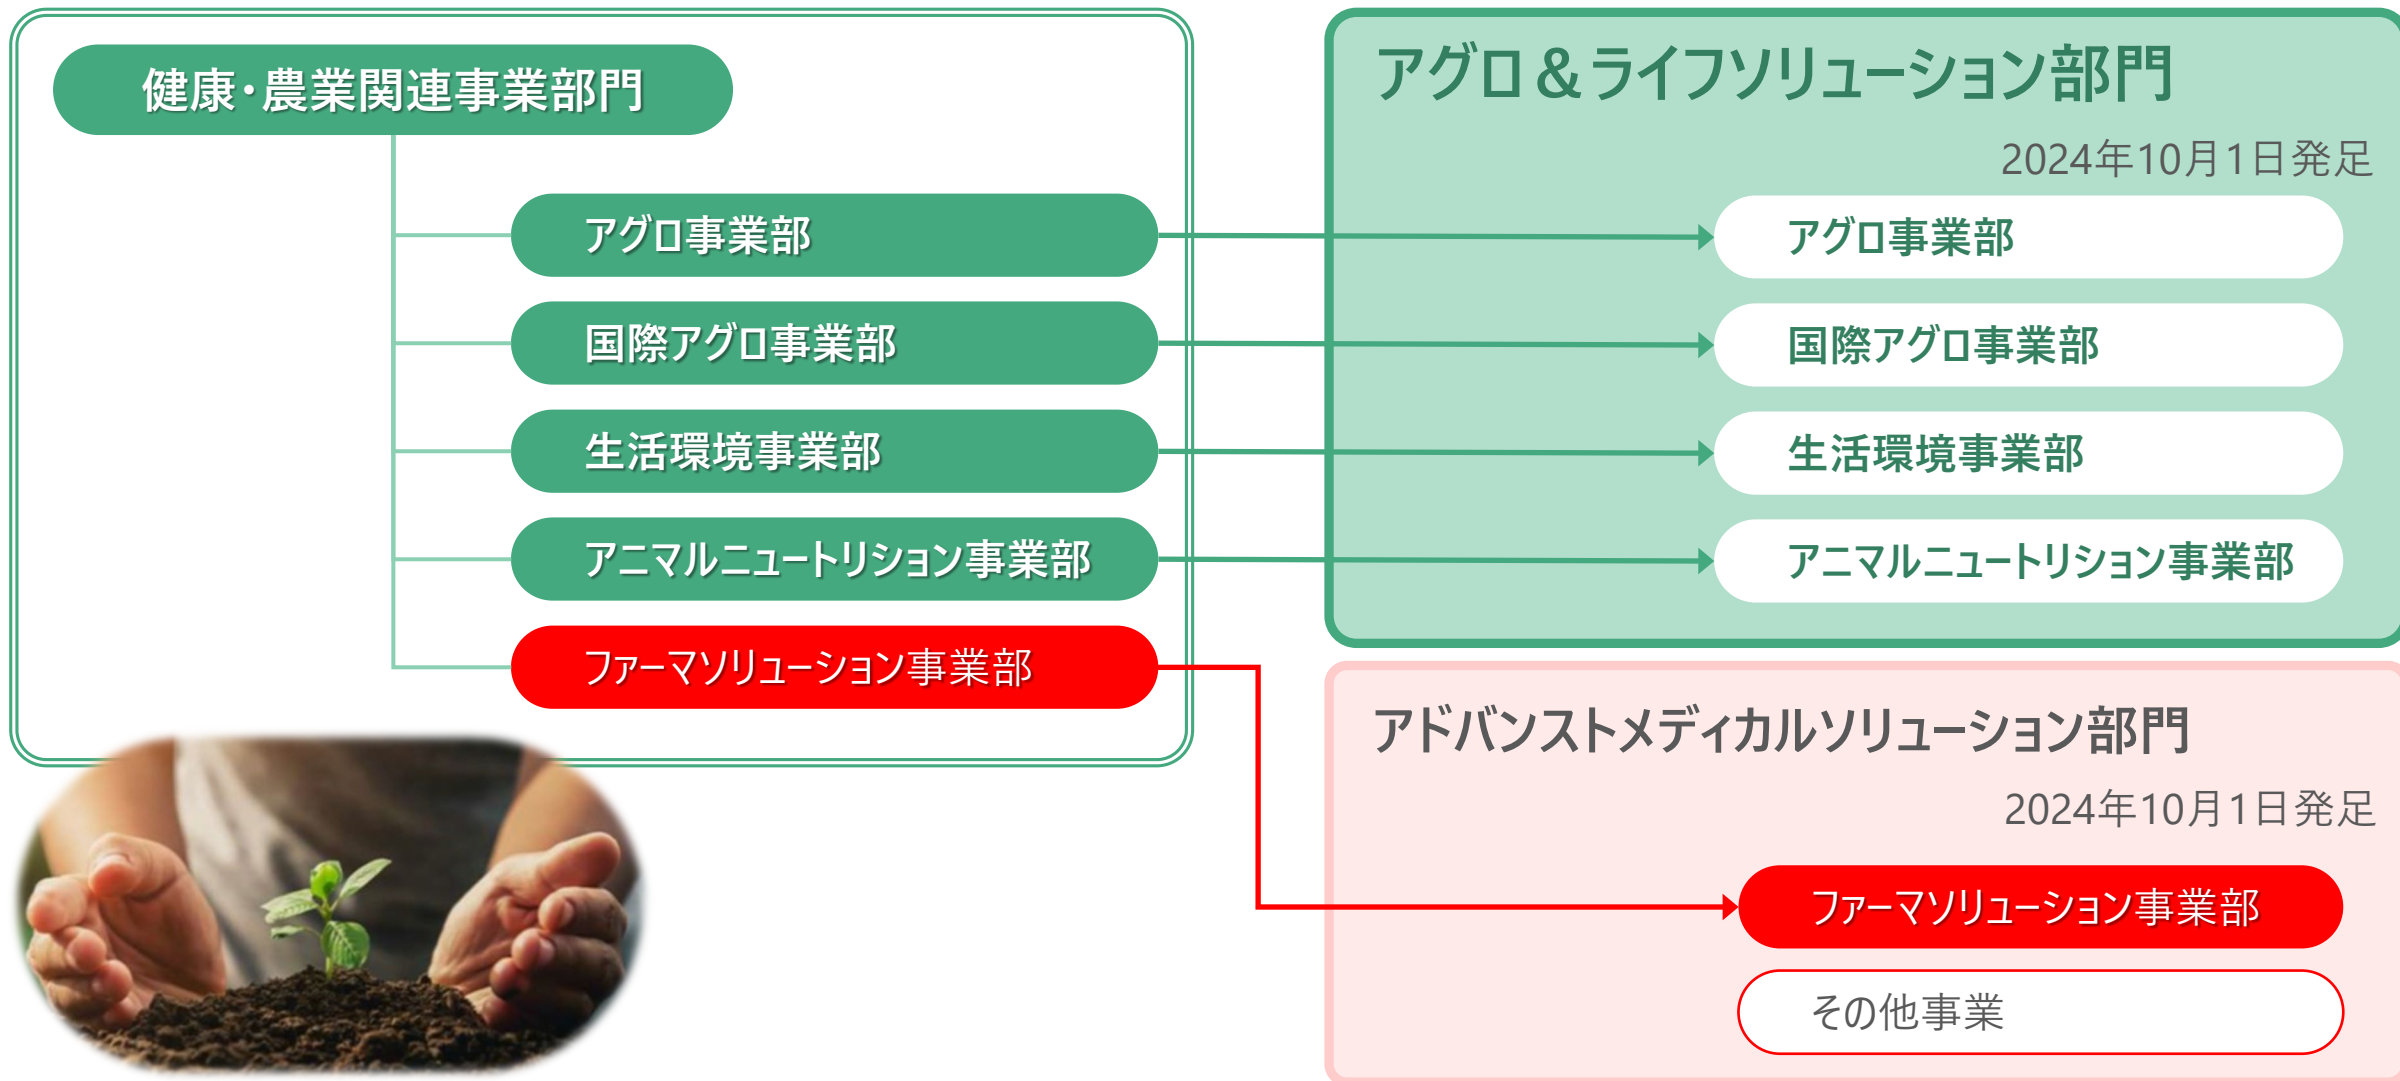 健康・農業関連事業部門
アグロ事業部
国際アグロ事業部
生活環境事業部
アニマルニュートリション事業部
ファーマソリューション事業部
アグロ＆ライフソリューション部門
2024年10月1日発足
アグロ事業部
国際アグロ事業部
生活環境事業部
アニマルニュートリション事業部
アドバンストメディカルソリューション部門
2024年10月1日発足
ファーマソリューション事業部
その他事業